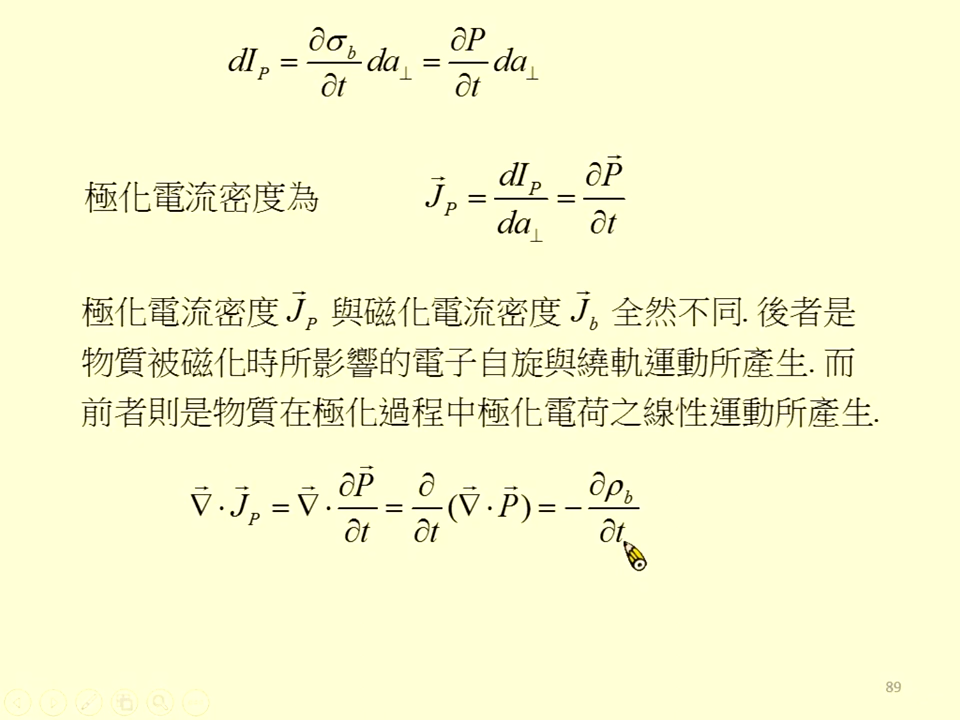 dI_P = ∂σ_b/∂t da_⊥ = ∂P/∂t da_⊥
極化電流密度為 J⃗_P = dI_P/da_⊥ = ∂P⃗/∂t
極化電流密度 J⃗_P 與磁化電流密度 J⃗_b 全然不同. 後者是
物質被磁化時所影響的電子自旋與繞軌運動所產生. 而
前者則是物質在極化過程中極化電荷之線性運動所產生.
∇⃗ · J⃗_P = ∇⃗ · ∂P⃗/∂t = ∂/∂t (∇⃗ · P⃗) = − ∂ρ_b/∂t
89